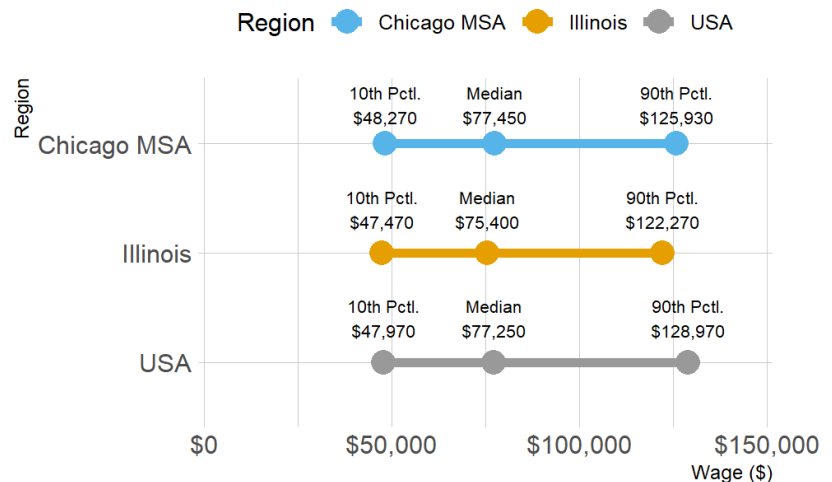 Region Chicago MSA Illinois USA
Region
10th Pctl. Median 90th Pctl.
$48,270 $77,450 $125,930
Chicago MSA
10th Pctl. Median 90th Pctl.
$47,470 $75,400 $122,270
Illinois
10th Pctl. Median 90th Pctl.
$47,970 $77,250 $128,970
USA
$0 $50,000 $100,000 $150,000
Wage ($)